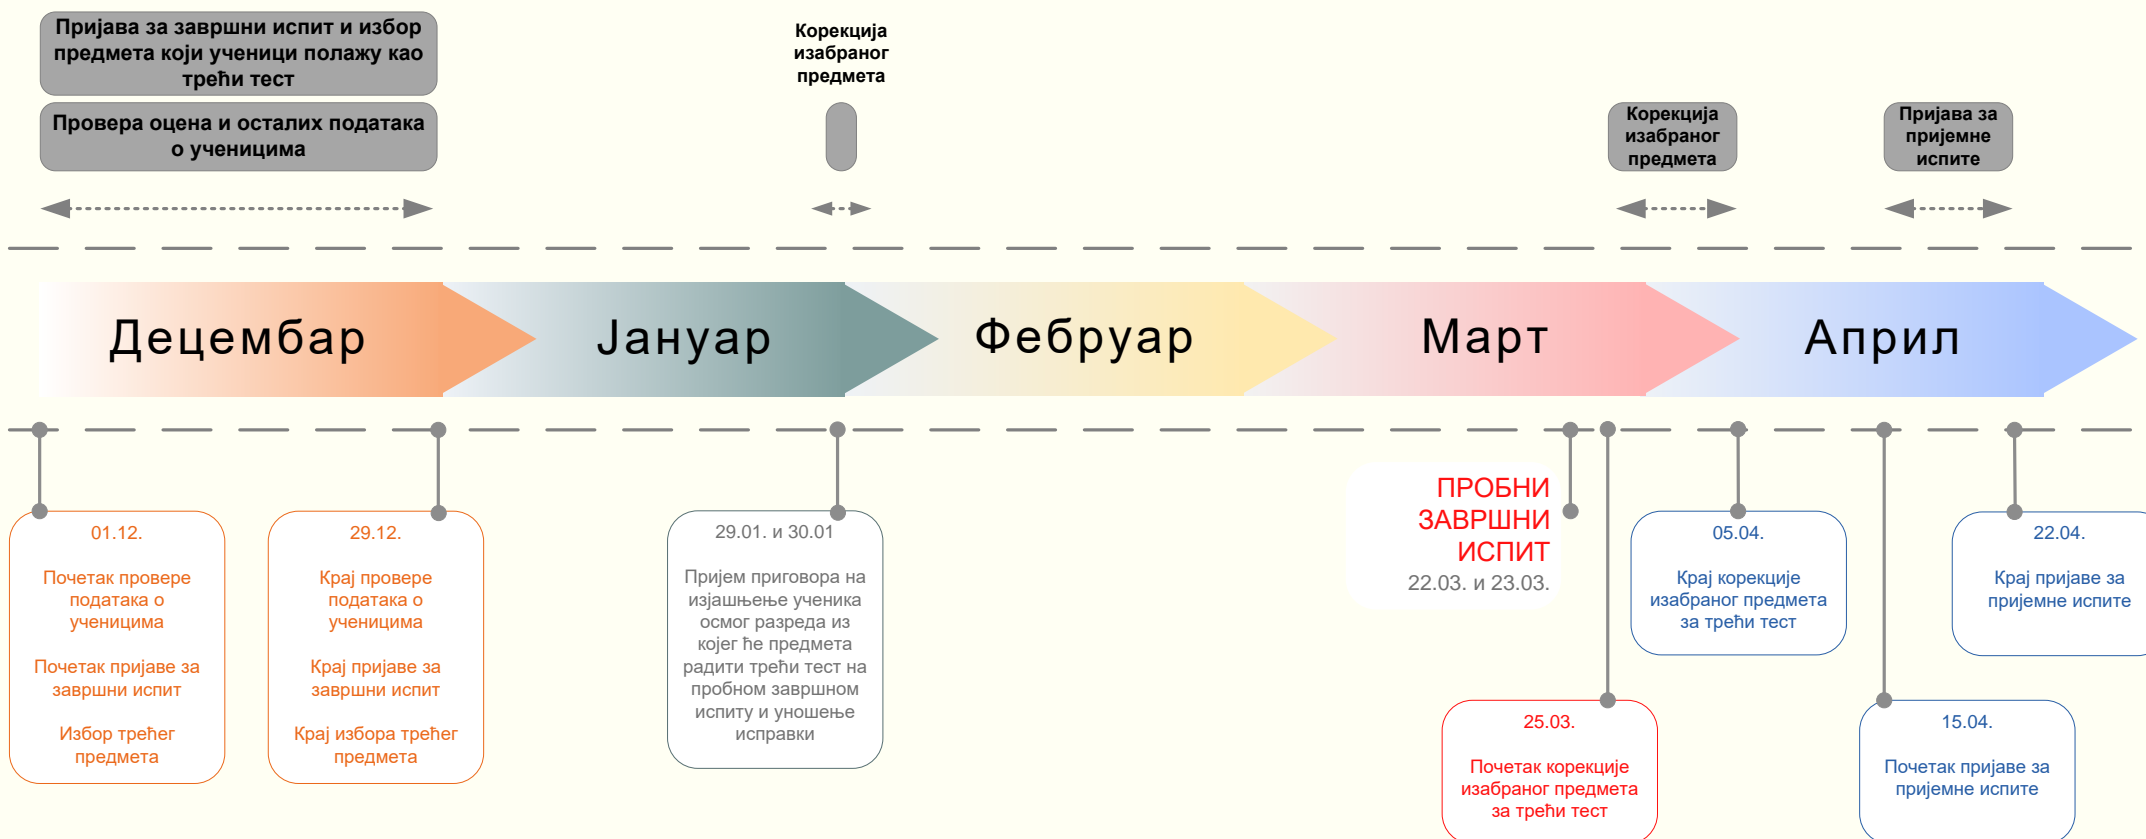 Пријава за завршни испит и избор
предмета који ученици полажу као
трећи тест
Провера оцена и осталих података
о ученицима
Корекција
изабраног
предмета
Корекција
изабраног
предмета
Пријава за
пријемне
испите
Децембар
Јануар
Фебруар
Март
Април
01.12.
Почетак провере
података о
ученицима
Почетак пријаве за
завршни испит
Избор трећег
предмета
29.12.
Крај провере
података о
ученицима
Крај пријаве за
завршни испит
Крај избора трећег
предмета
29.01. и 30.01
Пријем приговора на
изјашњење ученика
осмог разреда из
којег ће предмета
радити трећи тест на
пробном завршном
испиту и уношење
исправки
ПРОБНИ
ЗАВРШНИ
ИСПИТ
22.03. и 23.03.
25.03.
Почетак корекције
изабраног предмета
за трећи тест
05.04.
Крај корекције
изабраног предмета
за трећи тест
15.04.
Почетак пријаве за
пријемне испите
22.04.
Крај пријаве за
пријемне испите